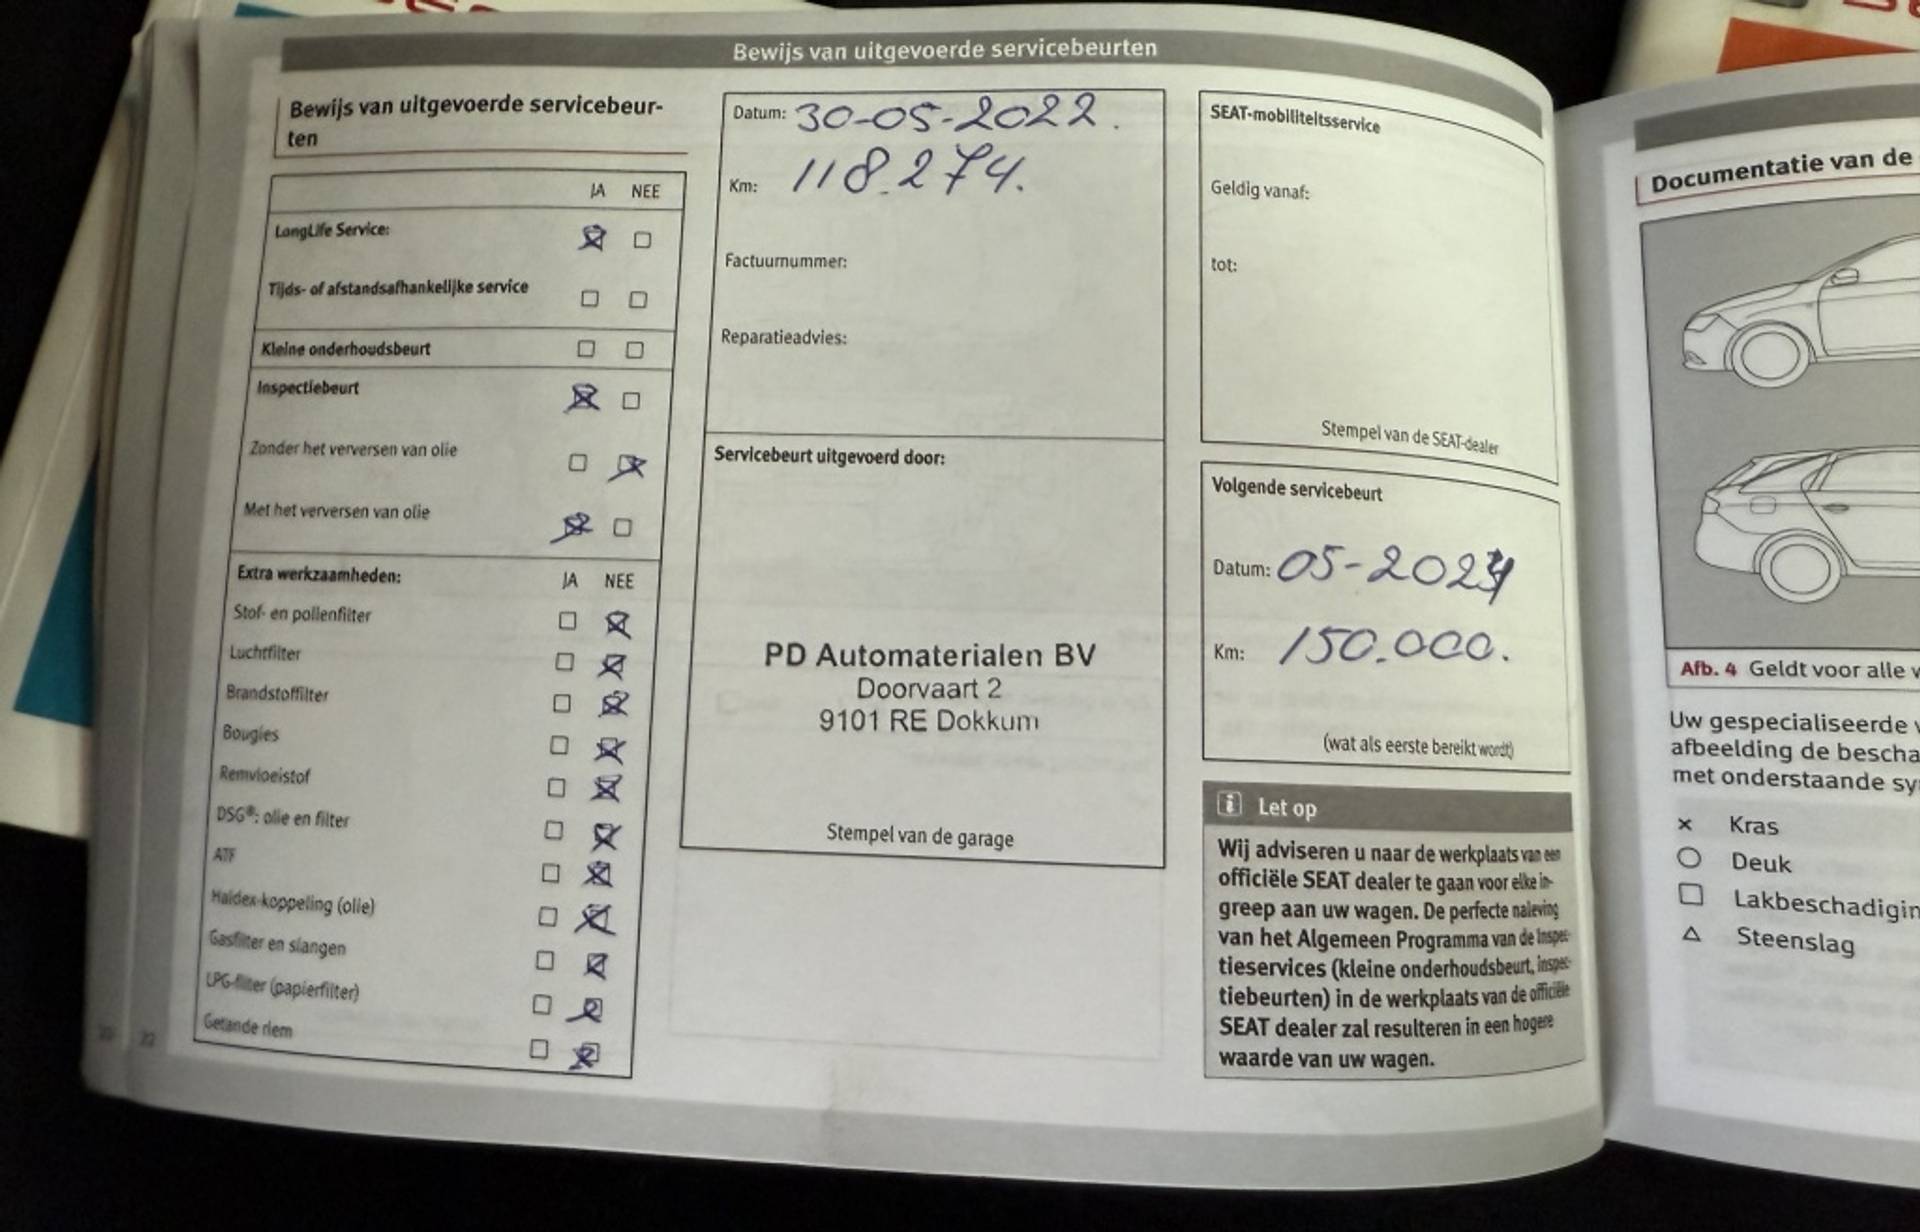 Bewijs van uitgevoerde servicebeurten
Bewijs van uitgevoerde servicebeur-
ten
JA NEE
LongLife Service:
Tijds- of afstandsafhankelijke service
Kleine onderhoudsbeurt
Inspectiebeurt
Zonder het verversen van olie
Met het verversen van olie
Extra werkzaamheden: JA NEE
Stof- en pollenfilter
Luchtfilter
Brandstoffilter
Bougies
Remvloeistof
DSG®: olie en filter
ATF
Haldex-koppeling (olie)
Gasfilter en slangen
LPG-filter (papierfilter)
Getande riem
22
Datum: 30-05-2022.
Km: 118.274.
Factuurnummer:
Reparatieadvies:
Servicebeurt uitgevoerd door:
PD Automaterialen BV
Doorvaart 2
9101 RE Dokkum
Stempel van de garage
SEAT-mobiliteitsservice
Geldig vanaf:
tot:
Stempel van de SEAT-dealer
Volgende servicebeurt
Datum: 05-2024
Km: 150.000.
(wat als eerste bereikt wordt)
i Let op
Wij adviseren u naar de werkplaats van een
officiële SEAT dealer te gaan voor elke in-
greep aan uw wagen. De perfecte naleving
van het Algemeen Programma van de Inspec-
tieservices (kleine onderhoudsbeurt, inspec-
tiebeurten) in de werkplaats van de officiële
SEAT dealer zal resulteren in een hogere
waarde van uw wagen.
Documentatie van de
Afb. 4 Geldt voor alle v
Uw gespecialiseerde
afbeelding de bescha
met onderstaande sy
× Kras
○ Deuk
□ Lakbeschadigin
△ Steenslag